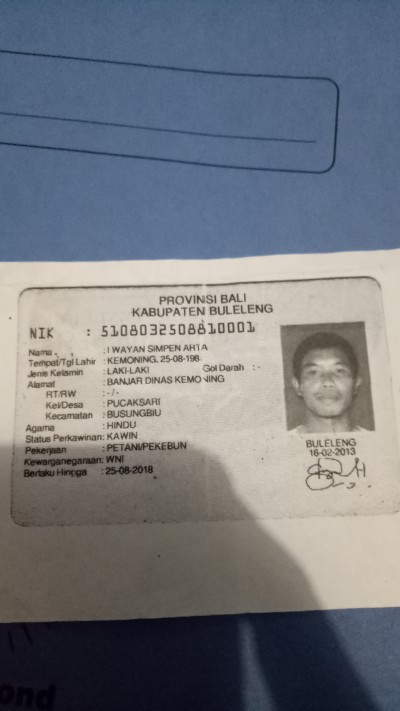 PROVINSI BALI
KABUPATEN BULELENG
NIK : 5108032508810001
Nama : I WAYAN SIMPEN ARTA
Tempat/Tgl Lahir : KEMONING, 25-08-198
Jenis Kelamin : LAKI-LAKI Gol Darah : -
Alamat : BANJAR DINAS KEMONING
RT/RW : - / -
Kel/Desa : PUCAKSARI
Kecamatan : BUSUNGBIU
Agama : HINDU
Status Perkawinan: KAWIN
Pekerjaan : PETANI/PEKEBUN
Kewarganegaraan: WNI
Berlaku Hingga : 25-08-2018
BULELENG
16-02-2013
ond